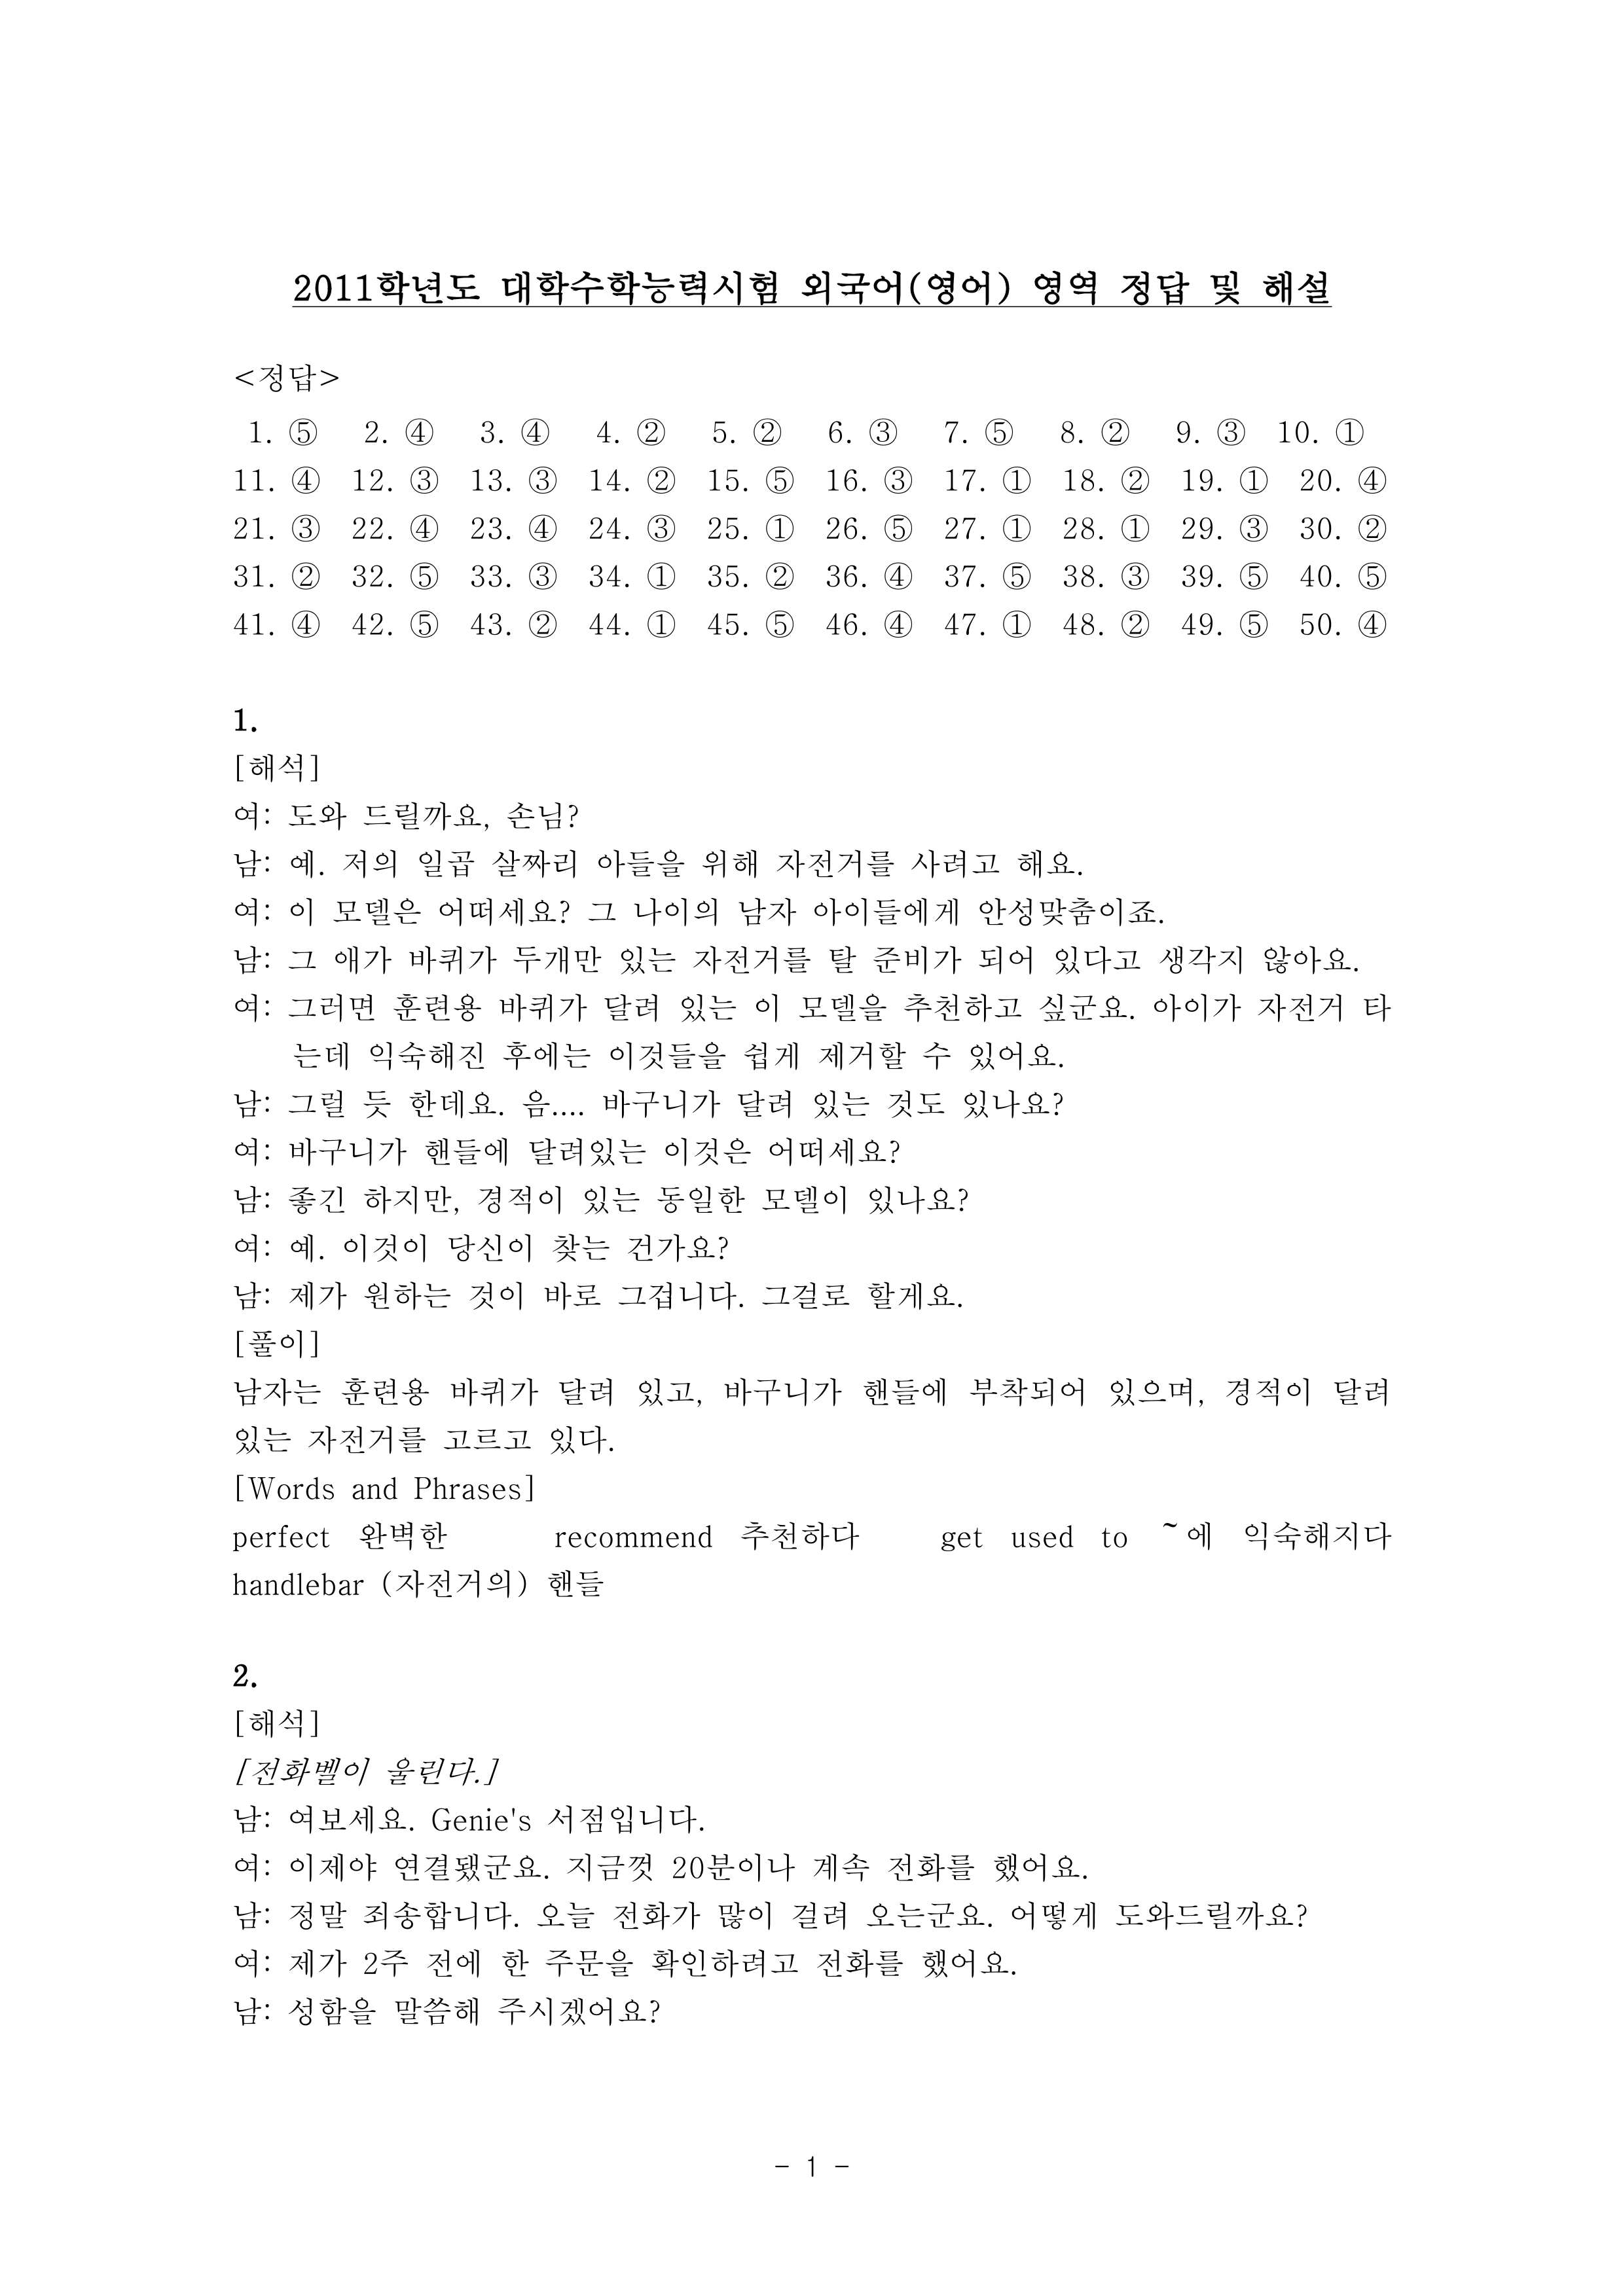 2011학년도 대학수학능력시험 외국어(영어) 영역 정답 및 해설
<정답>
1. ⑤ 2. ④ 3. ④ 4. ② 5. ② 6. ③ 7. ⑤ 8. ② 9. ③ 10. ①
11. ④ 12. ③ 13. ③ 14. ② 15. ⑤ 16. ③ 17. ① 18. ② 19. ① 20. ④
21. ③ 22. ④ 23. ④ 24. ③ 25. ① 26. ⑤ 27. ① 28. ① 29. ③ 30. ②
31. ② 32. ⑤ 33. ③ 34. ① 35. ② 36. ④ 37. ⑤ 38. ③ 39. ⑤ 40. ⑤
41. ④ 42. ⑤ 43. ② 44. ① 45. ⑤ 46. ④ 47. ① 48. ② 49. ⑤ 50. ④
1.
[해석]
여: 도와 드릴까요, 손님?
남: 예. 저의 일곱 살짜리 아들을 위해 자전거를 사려고 해요.
여: 이 모델은 어떠세요? 그 나이의 남자 아이들에게 안성맞춤이죠.
남: 그 애가 바퀴가 두개만 있는 자전거를 탈 준비가 되어 있다고 생각지 않아요.
여: 그러면 훈련용 바퀴가 달려 있는 이 모델을 추천하고 싶군요. 아이가 자전거 타
는데 익숙해진 후에는 이것들을 쉽게 제거할 수 있어요.
남: 그럴 듯 한데요. 음.... 바구니가 달려 있는 것도 있나요?
여: 바구니가 핸들에 달려있는 이것은 어떠세요?
남: 좋긴 하지만, 경적이 있는 동일한 모델이 있나요?
여: 예. 이것이 당신이 찾는 건가요?
남: 제가 원하는 것이 바로 그겁니다. 그걸로 할게요.
[풀이]
남자는 훈련용 바퀴가 달려 있고, 바구니가 핸들에 부착되어 있으며, 경적이 달려
있는 자전거를 고르고 있다.
[Words and Phrases]
perfect 완벽한 recommend 추천하다 get used to ~에 익숙해지다
handlebar (자전거의) 핸들
2.
[해석]
[전화벨이 울린다.]
남: 여보세요. Genie's 서점입니다.
여: 이제야 연결됐군요. 지금껏 20분이나 계속 전화를 했어요.
남: 정말 죄송합니다. 오늘 전화가 많이 걸려 오는군요. 어떻게 도와드릴까요?
여: 제가 2주 전에 한 주문을 확인하려고 전화를 했어요.
남: 성함을 말씀해 주시겠어요?
- 1 -